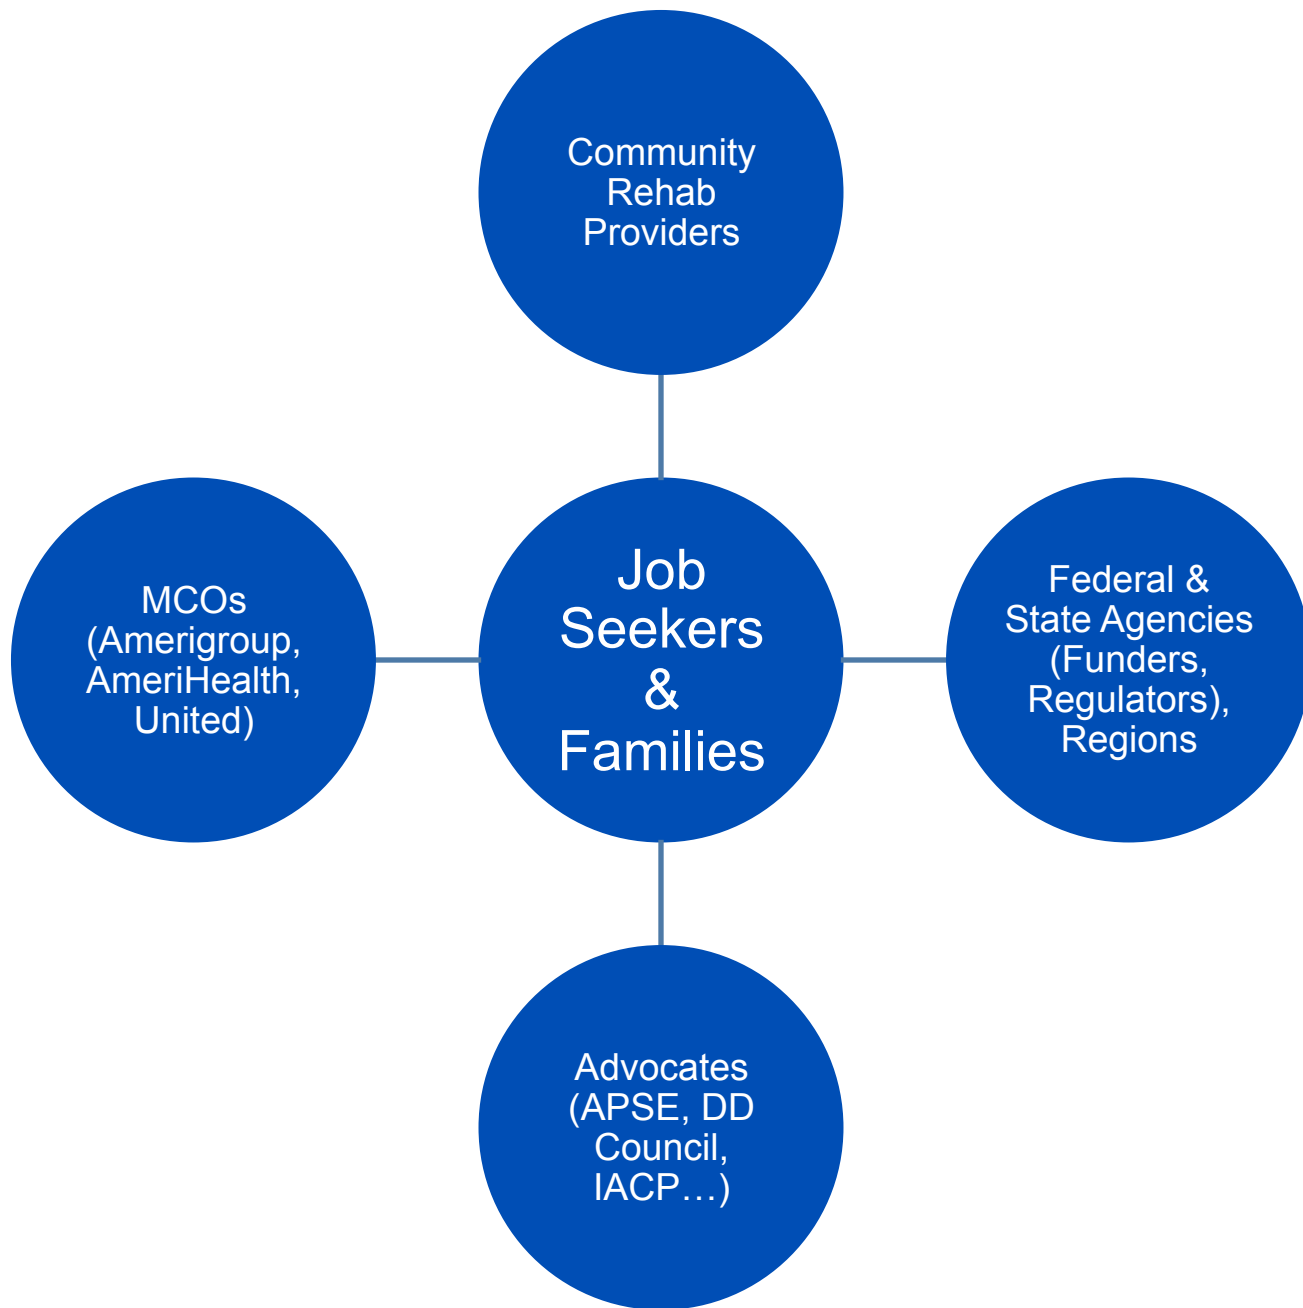 Community
Rehab
Providers
MCOs
(Amerigroup,
AmeriHealth,
United)
Job
Seekers
&
Families
Federal &
State Agencies
(Funders,
Regulators),
Regions
Advocates
(APSE, DD
Council,
IACP…)